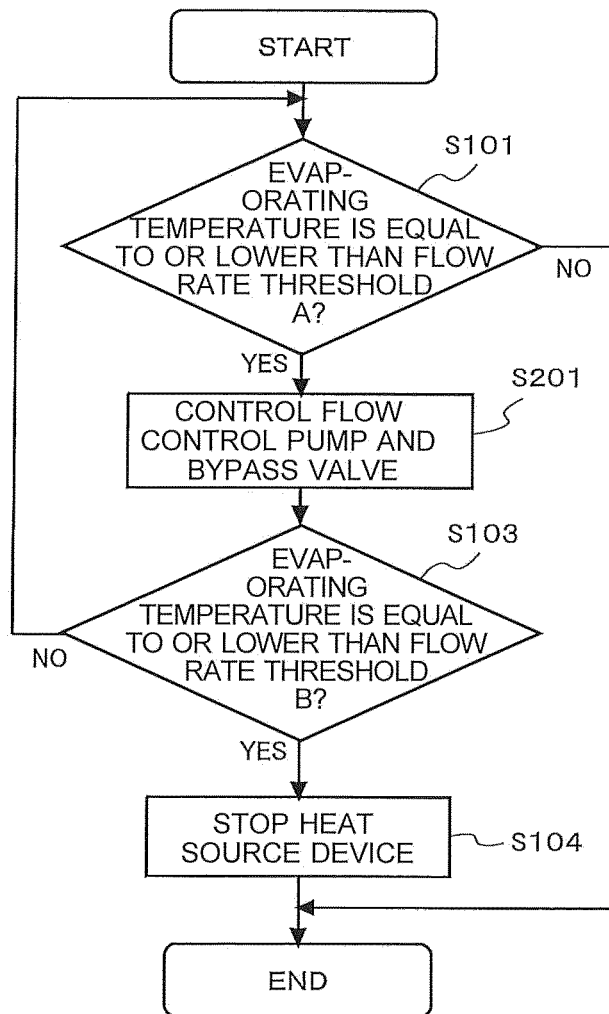 START
S101
EVAP-
ORATING
TEMPERATURE IS EQUAL
TO OR LOWER THAN FLOW
RATE THRESHOLD
A?
NO
YES
S201
CONTROL FLOW
CONTROL PUMP AND
BYPASS VALVE
S103
EVAP-
ORATING
TEMPERATURE IS EQUAL
TO OR LOWER THAN FLOW
RATE THRESHOLD
B?
NO
YES
STOP HEAT
SOURCE DEVICE
S104
END